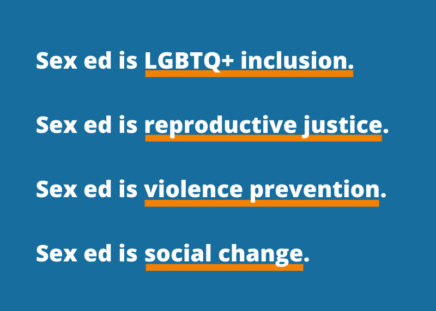 Sex ed is LGBTQ+ inclusion.
Sex ed is reproductive justice.
Sex ed is violence prevention.
Sex ed is social change.